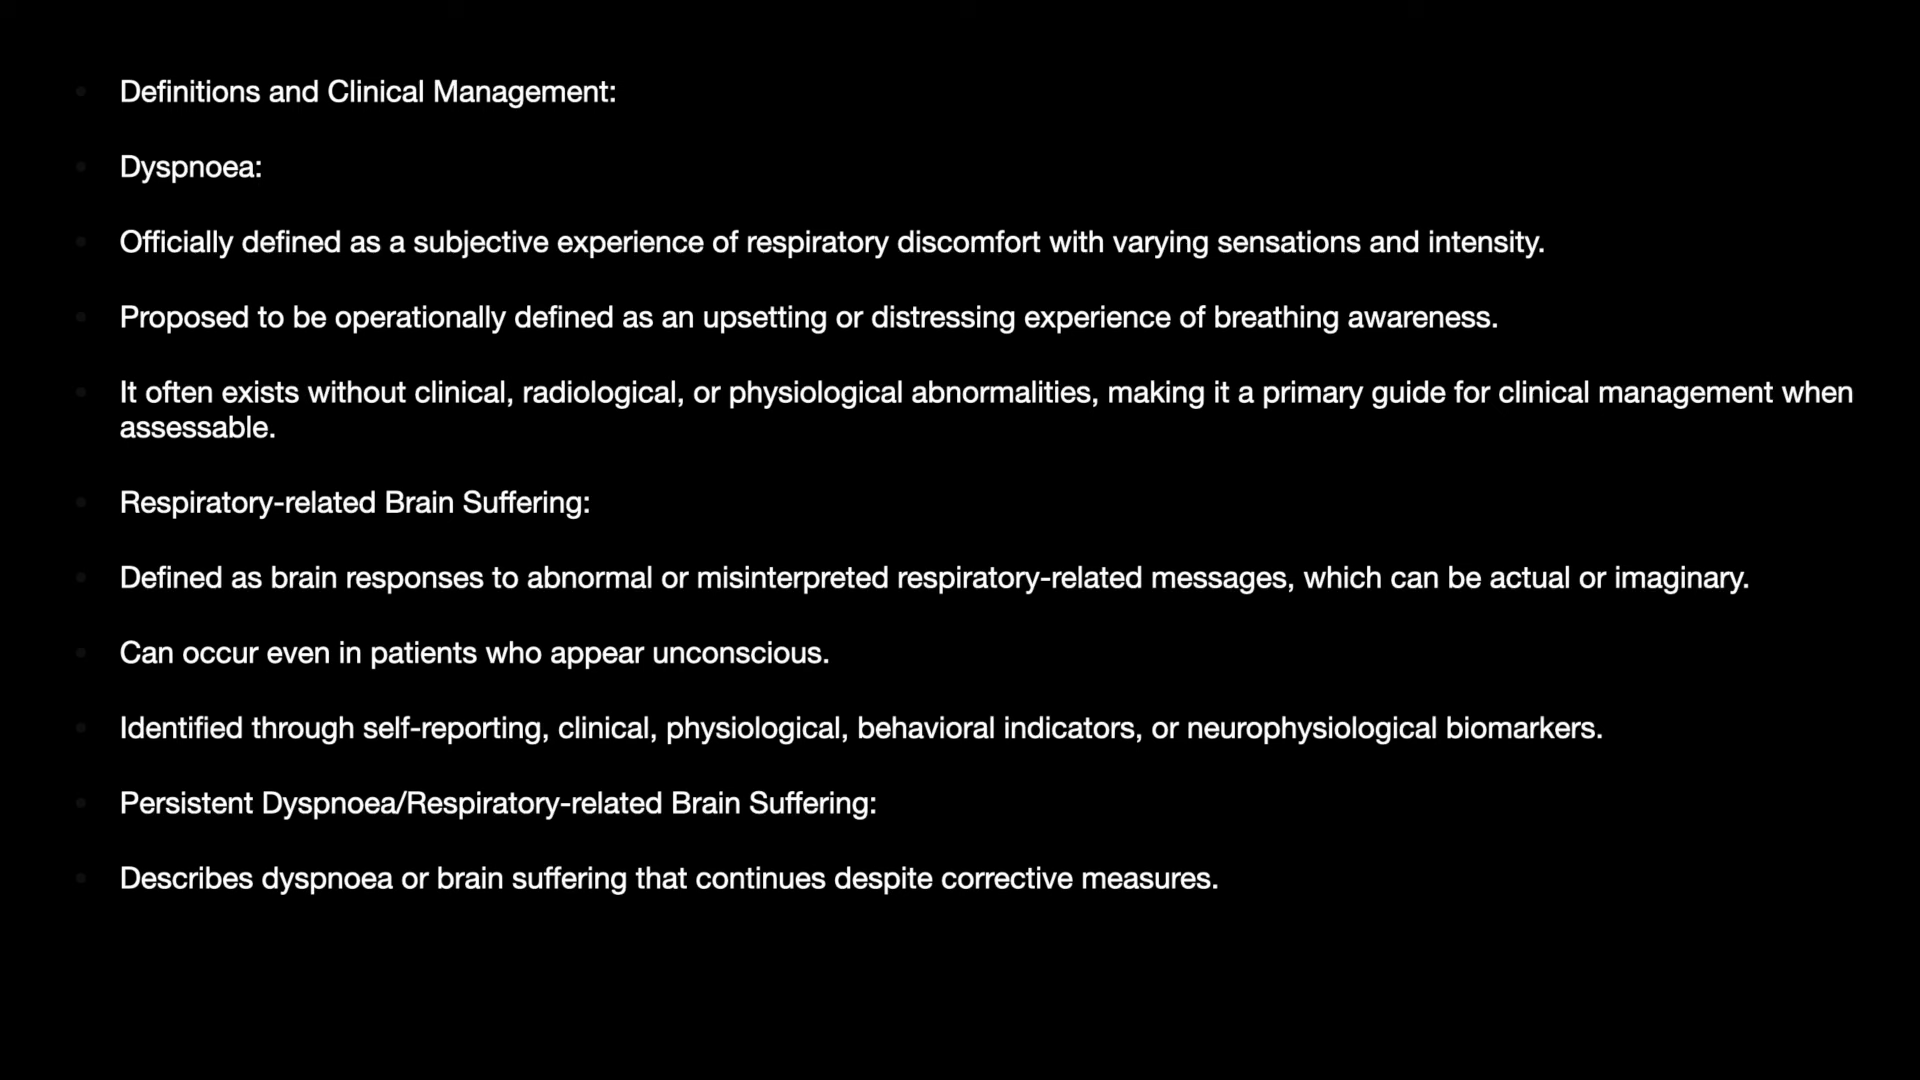 Definitions and Clinical Management:
Dyspnoea:
Officially defined as a subjective experience of respiratory discomfort with varying sensations and intensity.
Proposed to be operationally defined as an upsetting or distressing experience of breathing awareness.
It often exists without clinical, radiological, or physiological abnormalities, making it a primary guide for clinical management when
assessable.
Respiratory-related Brain Suffering:
Defined as brain responses to abnormal or misinterpreted respiratory-related messages, which can be actual or imaginary.
Can occur even in patients who appear unconscious.
Identified through self-reporting, clinical, physiological, behavioral indicators, or neurophysiological biomarkers.
Persistent Dyspnoea/Respiratory-related Brain Suffering:
Describes dyspnoea or brain suffering that continues despite corrective measures.